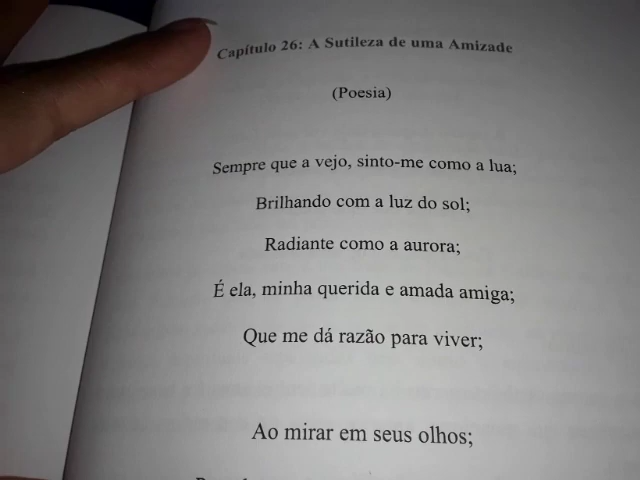 Capítulo 26: A Sutileza de uma Amizade
(Poesia)
Sempre que a vejo, sinto-me como a lua;
Brilhando com a luz do sol;
Radiante como a aurora;
É ela, minha querida e amada amiga;
Que me dá razão para viver;
Ao mirar em seus olhos;